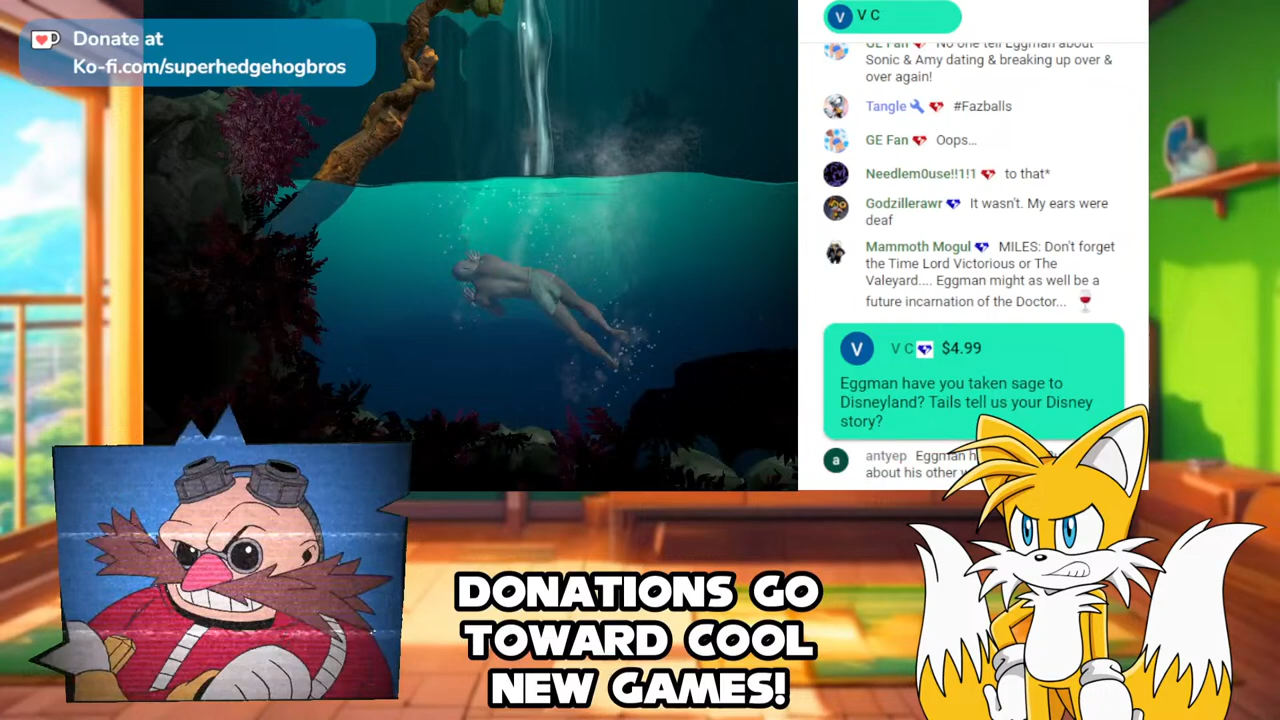 Donate at
Ko-fi.com/superhedgehogbros
V V C
GE Fan No one tell Eggman about
Sonic & Amy dating & breaking up over &
over again!
Tangle #Fazballs
GE Fan Oops...
Needlem0use!!1!1 to that*
Godzillerawr It wasn't. My ears were
deaf
Mammoth Mogul MILES: Don't forget
the Time Lord Victorious or The
Valeyard.... Eggman might as well be a
future incarnation of the Doctor...
V V C $4.99
Eggman have you taken sage to
Disneyland? Tails tell us your Disney
story?
a antyep Eggman
about his other
DONATIONS GO
TOWARD COOL
NEW GAMES!